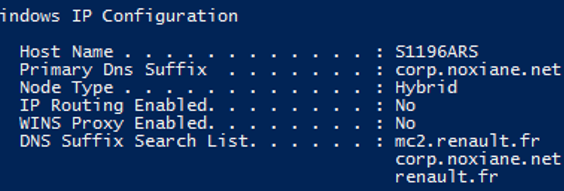 indows IP Configuration
Host Name . . . . . . . . . . . . : S1196ARS
Primary Dns Suffix  . . . . . . . : corp.noxiane.net
Node Type . . . . . . . . . . . . : Hybrid
IP Routing Enabled. . . . . . . . : No
WINS Proxy Enabled. . . . . . . . : No
DNS Suffix Search List. . . . . . : mc2.renault.fr
corp.noxiane.net
renault.fr